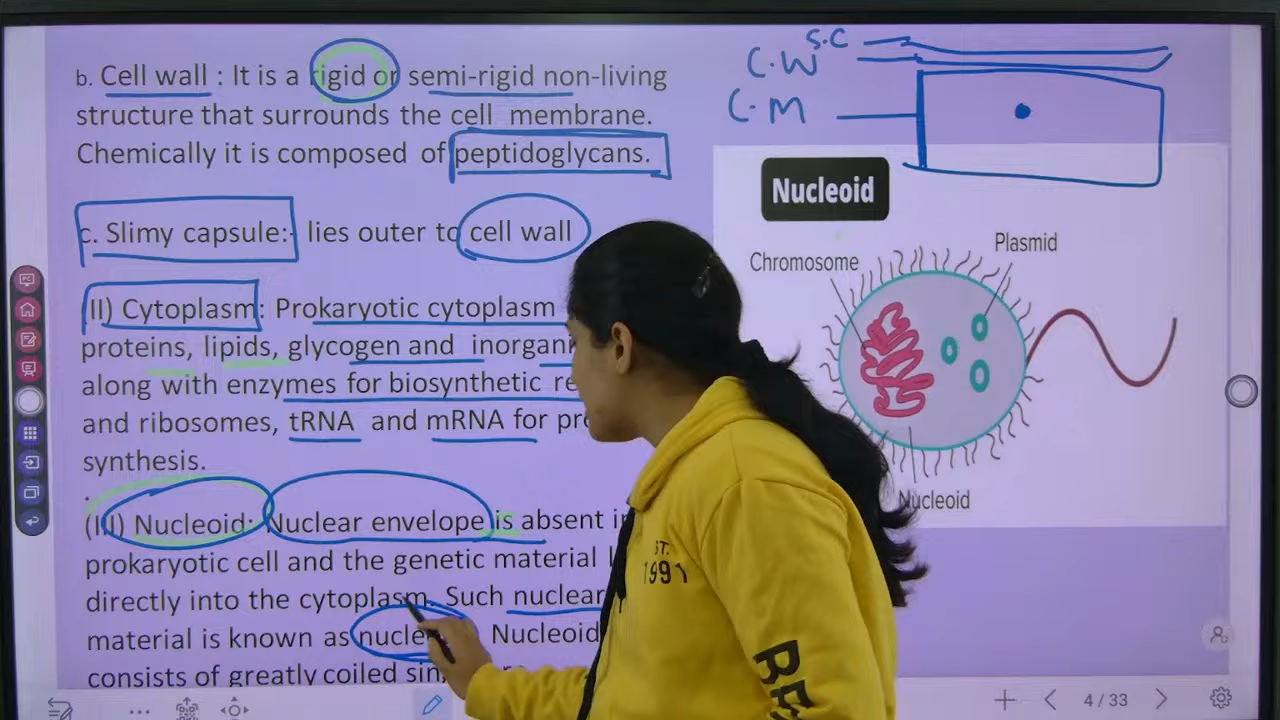 b. Cell wall : It is a rigid or semi-rigid non-living
structure that surrounds the cell membrane.
Chemically it is composed of peptidoglycans.
c. Slimy capsule:- lies outer to cell wall
II) Cytoplasm: Prokaryotic cytoplasm
proteins, lipids, glycogen and
along with enzymes for biosynthetic
and ribosomes, tRNA and mRNA for
synthesis.
(III) Nucleoid: Nuclear envelope is absent
prokaryotic cell and the genetic material
directly into the cytoplasm. Such nuclear
material is known as Nucleoid
consists of greatly coiled
S.C
C.W
C.M
Nucleoid
Plasmid
Chromosome
Nucleoid
ST.
1991
4 / 33